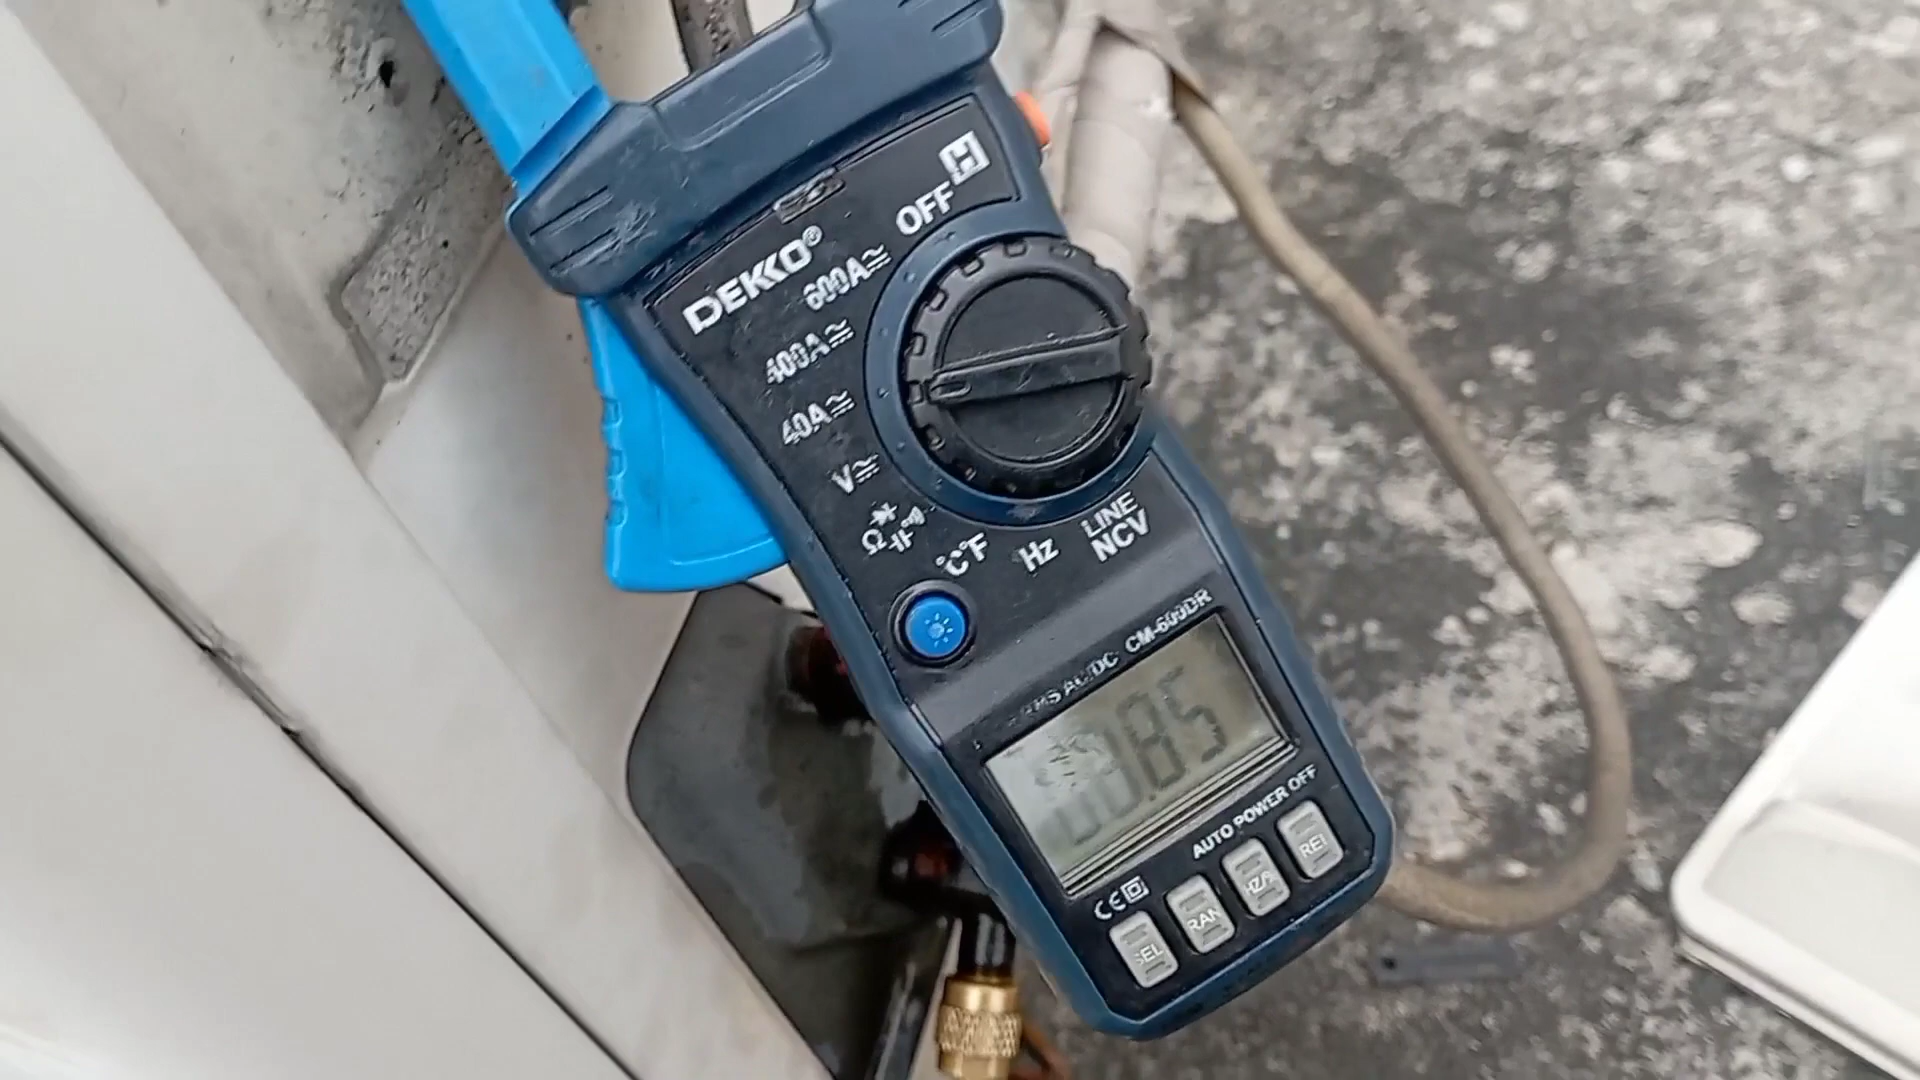 DEKKO®
OFF H
600A≅
400A≅
40A≅
V≅
Ω
°C°F
Hz
LINE
NCV
RMS AC/DC CM-600DR
AUTO POWER OFF
CE
SEL
RAN
REL